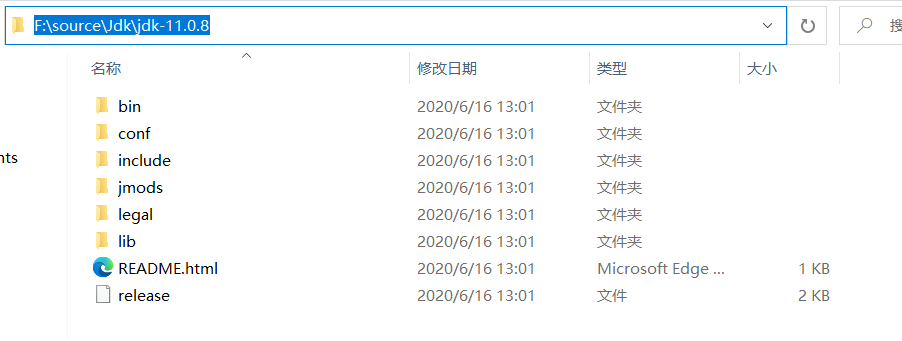 F:\source\Jdk\jdk-11.0.8
搜
名称 修改日期 类型 大小
bin 2020/6/16 13:01 文件夹
conf 2020/6/16 13:01 文件夹
include 2020/6/16 13:01 文件夹
nts
jmods 2020/6/16 13:01 文件夹
legal 2020/6/16 13:01 文件夹
lib 2020/6/16 13:01 文件夹
README.html 2020/6/16 13:01 Microsoft Edge ... 1 KB
release 2020/6/16 13:01 文件 2 KB